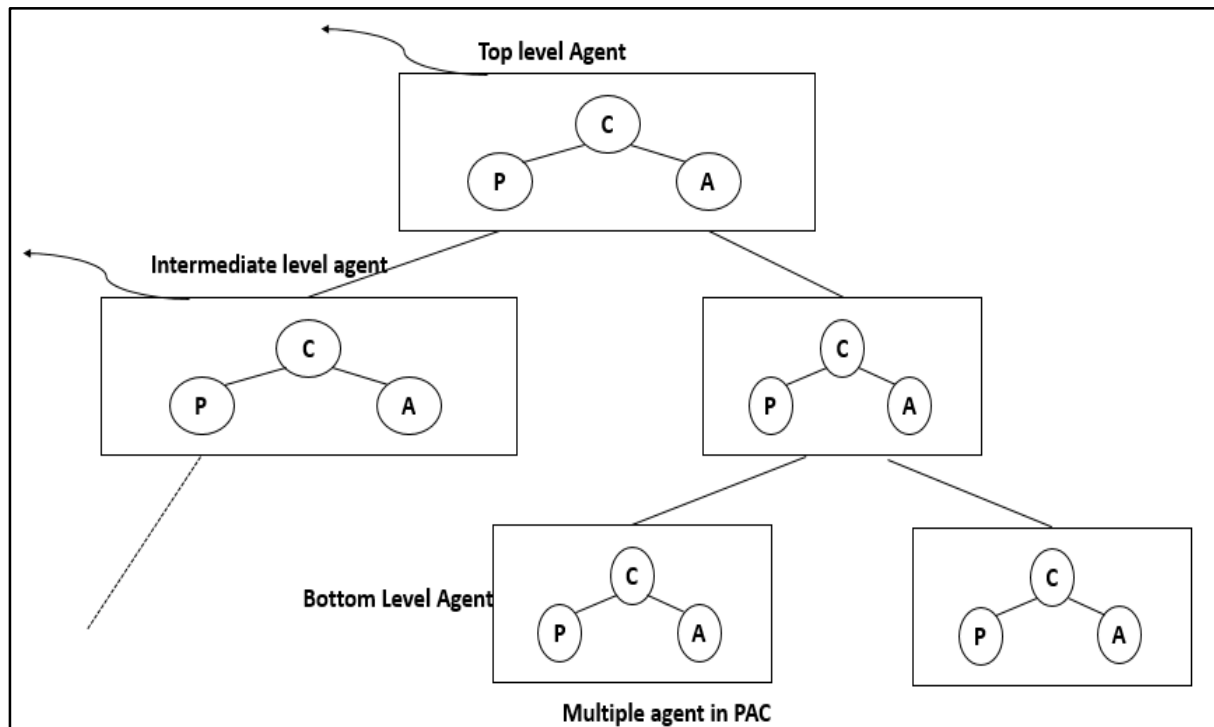 Top level Agent
C
P A
Intermediate level agent
C C
P A P A
Bottom Level Agent
C C
P A P A
Multiple agent in PAC